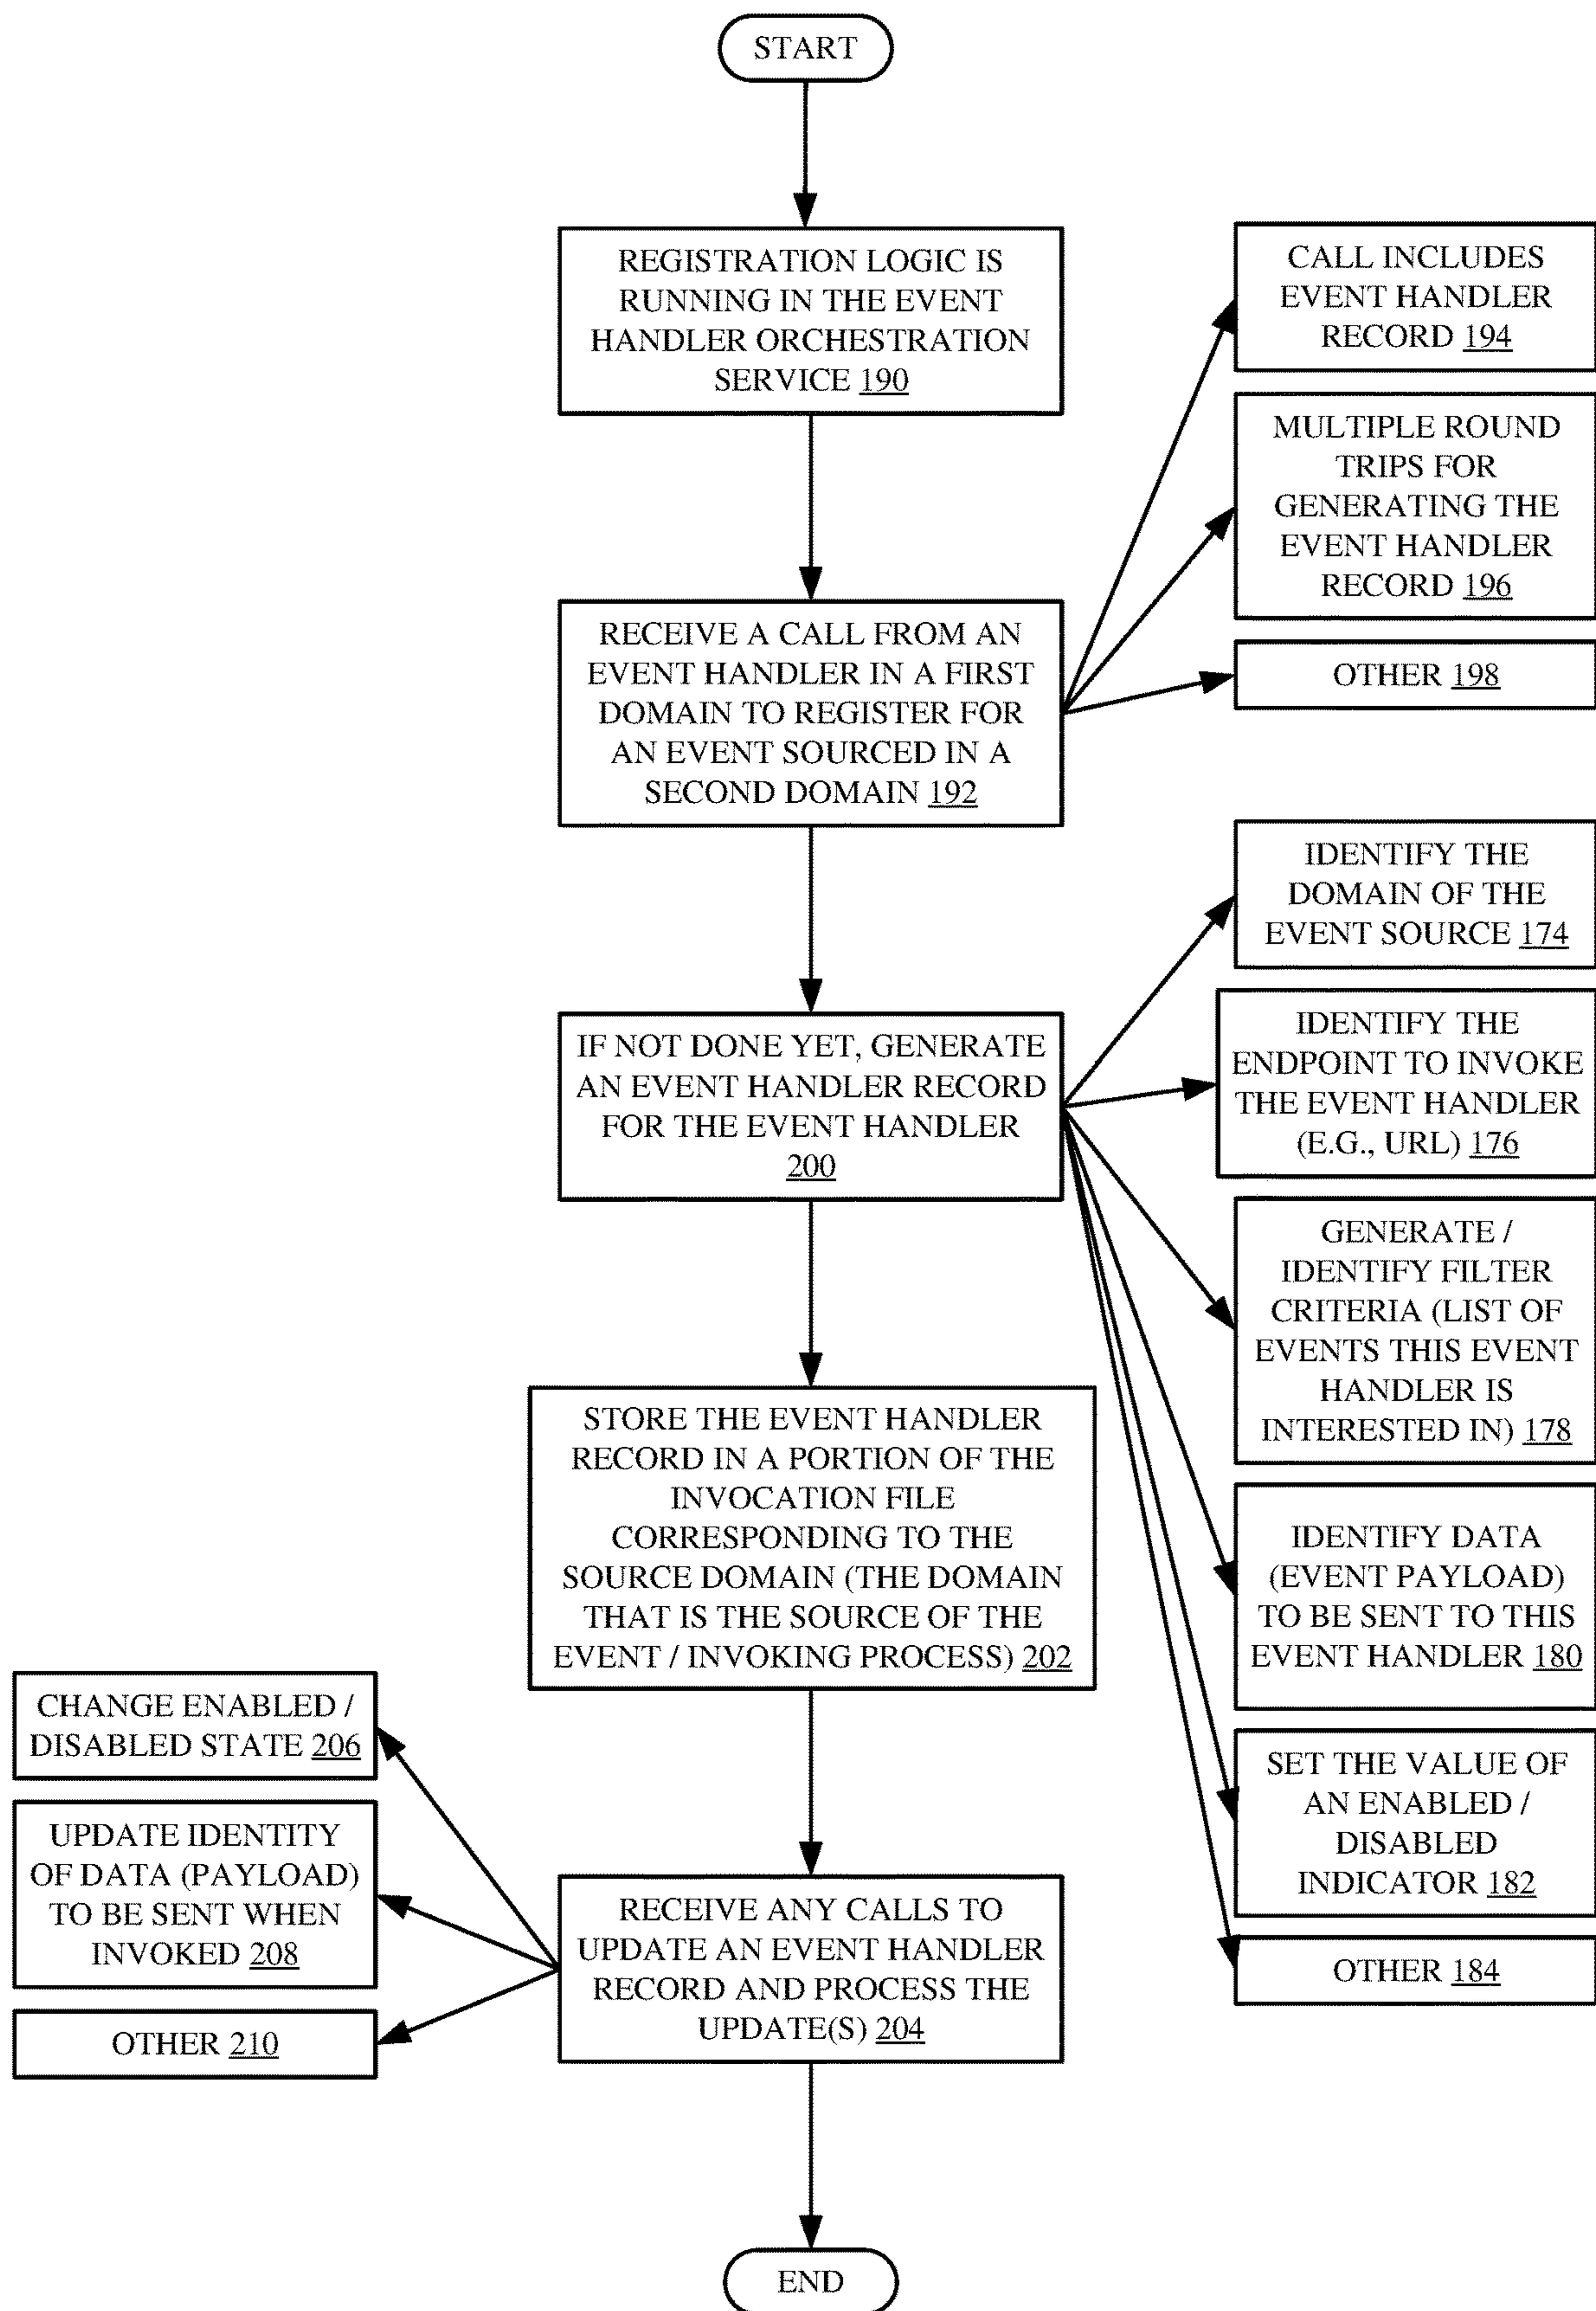 START
REGISTRATION LOGIC IS
RUNNING IN THE EVENT
HANDLER ORCHESTRATION
SERVICE 190
CALL INCLUDES
EVENT HANDLER
RECORD 194
MULTIPLE ROUND
TRIPS FOR
GENERATING THE
EVENT HANDLER
RECORD 196
OTHER 198
RECEIVE A CALL FROM AN
EVENT HANDLER IN A FIRST
DOMAIN TO REGISTER FOR
AN EVENT SOURCED IN A
SECOND DOMAIN 192
IDENTIFY THE
DOMAIN OF THE
EVENT SOURCE 174
IDENTIFY THE
ENDPOINT TO INVOKE
THE EVENT HANDLER
(E.G., URL) 176
IF NOT DONE YET, GENERATE
AN EVENT HANDLER RECORD
FOR THE EVENT HANDLER
200
GENERATE /
IDENTIFY FILTER
CRITERIA (LIST OF
EVENTS THIS EVENT
HANDLER IS
INTERESTED IN) 178
STORE THE EVENT HANDLER
RECORD IN A PORTION OF THE
INVOCATION FILE
CORRESPONDING TO THE
SOURCE DOMAIN (THE DOMAIN
THAT IS THE SOURCE OF THE
EVENT / INVOKING PROCESS) 202
IDENTIFY DATA
(EVENT PAYLOAD)
TO BE SENT TO THIS
EVENT HANDLER 180
SET THE VALUE OF
AN ENABLED /
DISABLED
INDICATOR 182
OTHER 184
CHANGE ENABLED /
DISABLED STATE 206
UPDATE IDENTITY
OF DATA (PAYLOAD)
TO BE SENT WHEN
INVOKED 208
OTHER 210
RECEIVE ANY CALLS TO
UPDATE AN EVENT HANDLER
RECORD AND PROCESS THE
UPDATE(S) 204
END